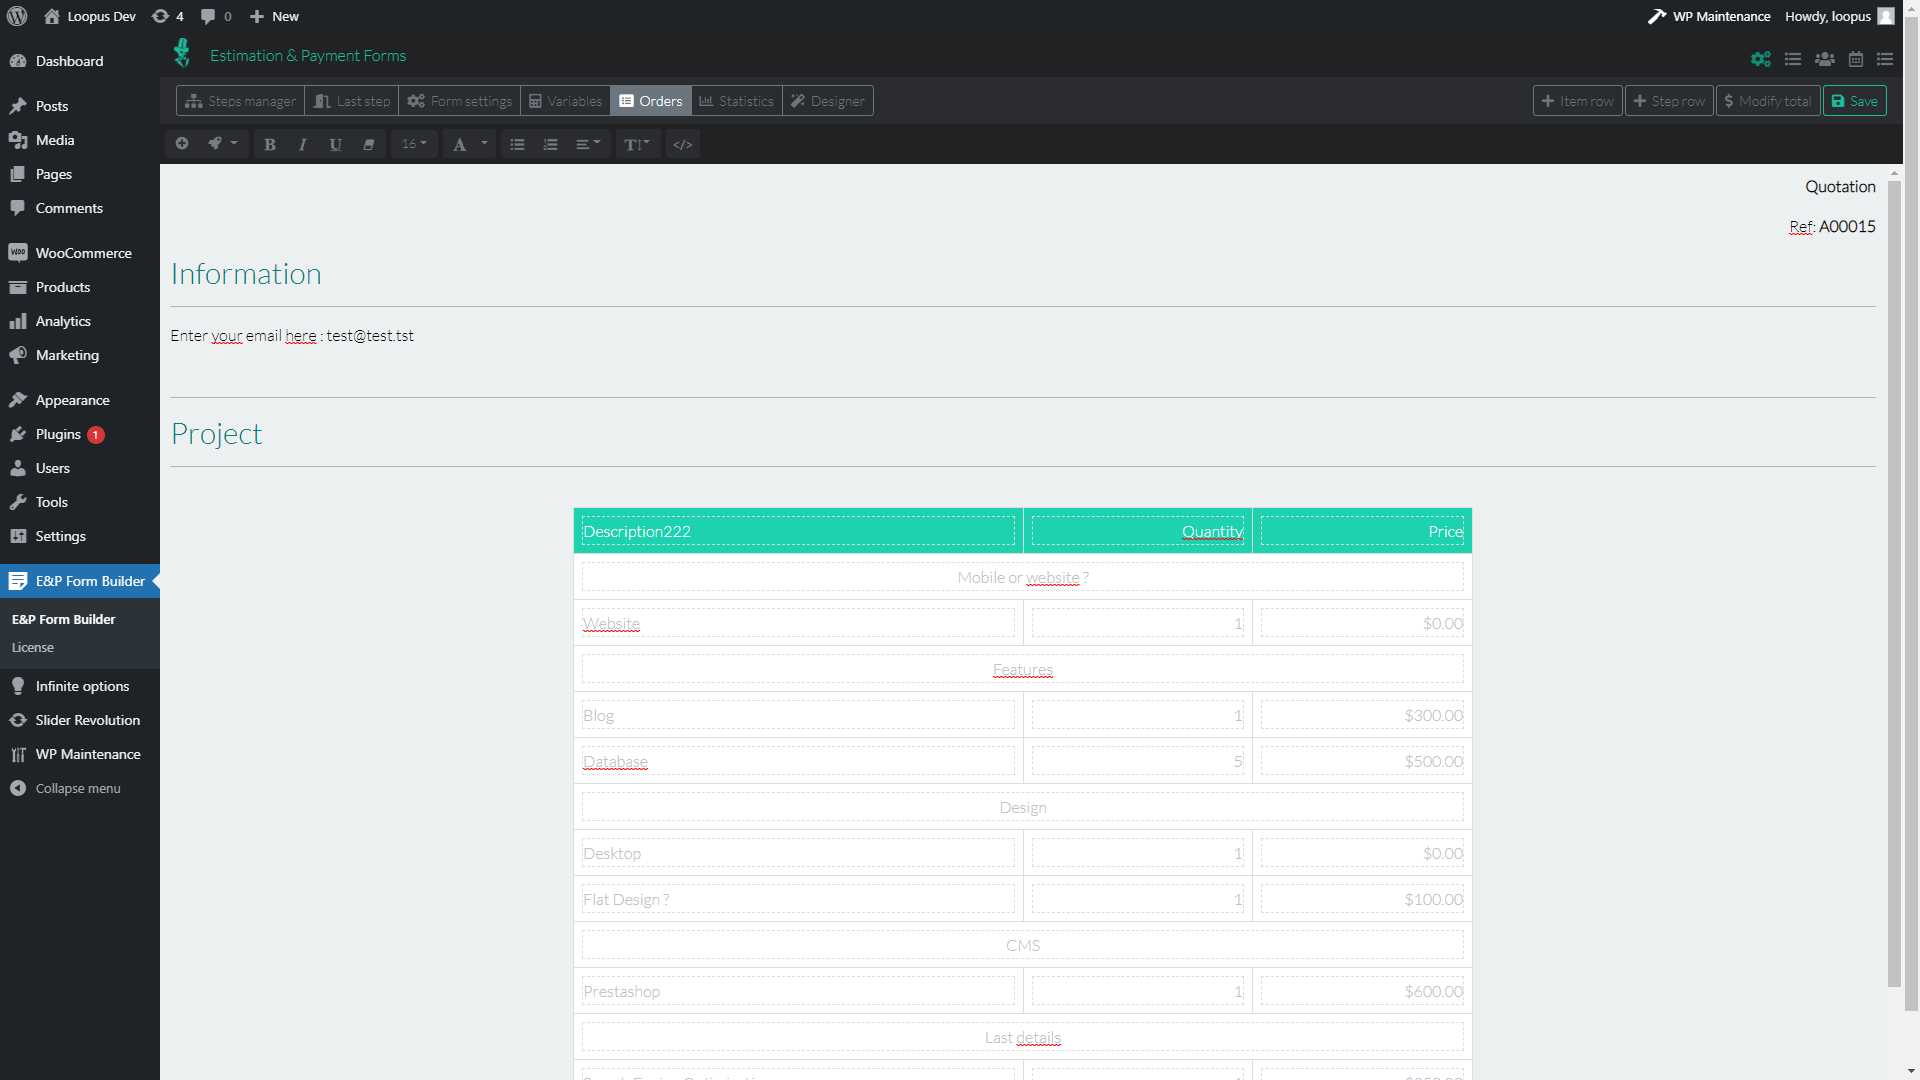 Loopus Dev 4 0 New WP Maintenance Howdy, loopus
Dashboard
Posts
Media
Pages
Comments
WooCommerce
Products
Analytics
Marketing
Appearance
Plugins 1
Users
Tools
Settings
E&P Form Builder
E&P Form Builder
License
Infinite options
Slider Revolution
WP Maintenance
Collapse menu
Estimation & Payment Forms
Steps manager Last step Form settings Variables Orders Statistics Designer Item row Step row $ Modify total Save
B I U 16 A T </>
Quotation
Ref: A00015
Information
Enter your email here : test@test.tst
Project
Description222 Quantity Price
Mobile or website ?
Website 1 $0.00
Features
Blog 1 $300.00
Database 5 $500.00
Design
Desktop 1 $0.00
Flat Design ? 1 $100.00
CMS
Prestashop 1 $600.00
Last details